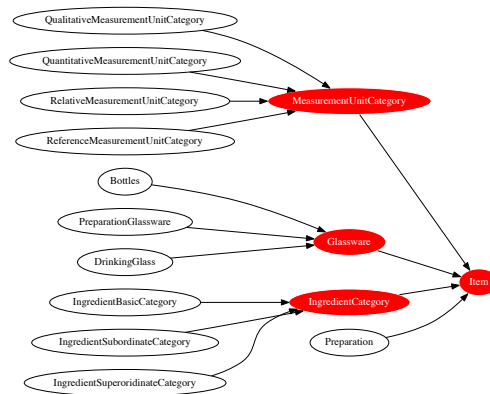 QualitativeMeasurementUnitCategory
QuantitativeMeasurementUnitCategory
RelativeMeasurementUnitCategory
MeasurementUnitCategory
ReferenceMeasurementUnitCategory
Bottles
PreparationGlassware
Glassware
DrinkingGlass
Item
IngredientBasicCategory
IngredientCategory
IngredientSubordinateCategory
Preparation
IngredientSuperoridinateCategory